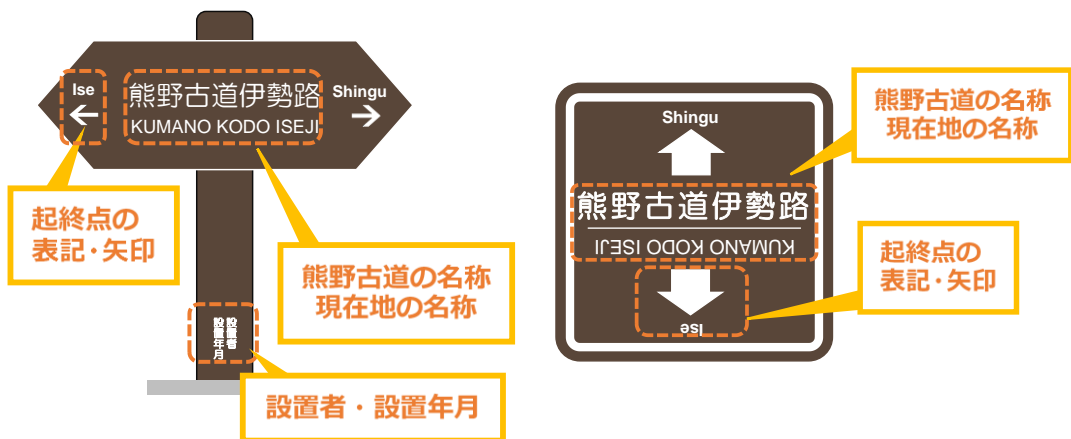 Ise
熊野古道伊勢路
KUMANO KODO ISEJI
Shingu
起終点の
表記・矢印
熊野古道の名称
現在地の名称
設置者
設置年月
設置者・設置年月
Shingu
熊野古道伊勢路
KUMANO KODO ISEJI
Ise
熊野古道の名称
現在地の名称
起終点の
表記・矢印